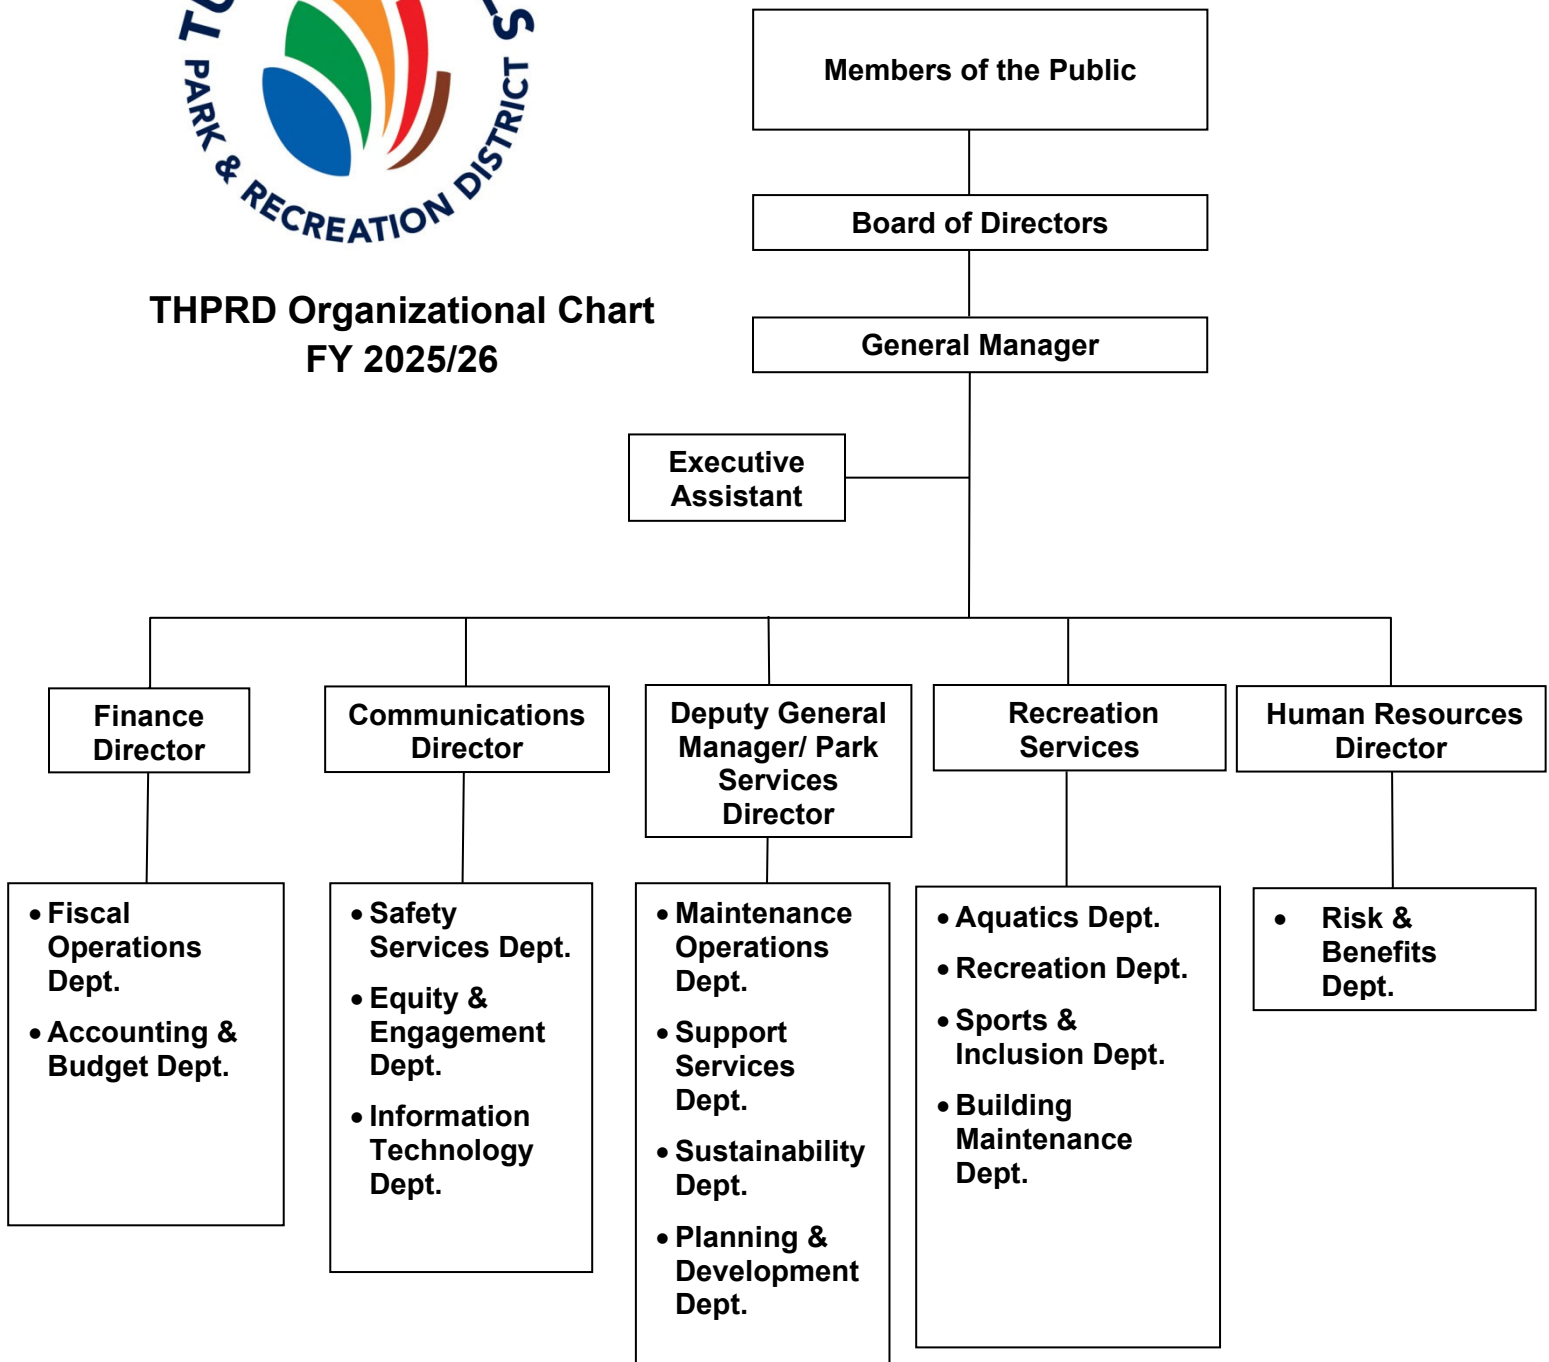 PARK & RECREATION DISTRICT
THPRD Organizational Chart
FY 2025/26
Members of the Public
Board of Directors
General Manager
Executive
Assistant
Finance
Director
Communications
Director
Deputy General
Manager/ Park
Services
Director
Recreation
Services
Human Resources
Director
• Fiscal
Operations
Dept.
• Accounting &
Budget Dept.
• Safety
Services Dept.
• Equity &
Engagement
Dept.
• Information
Technology
Dept.
• Maintenance
Operations
Dept.
• Support
Services
Dept.
• Sustainability
Dept.
• Planning &
Development
Dept.
• Aquatics Dept.
• Recreation Dept.
• Sports &
Inclusion Dept.
• Building
Maintenance
Dept.
• Risk &
Benefits
Dept.